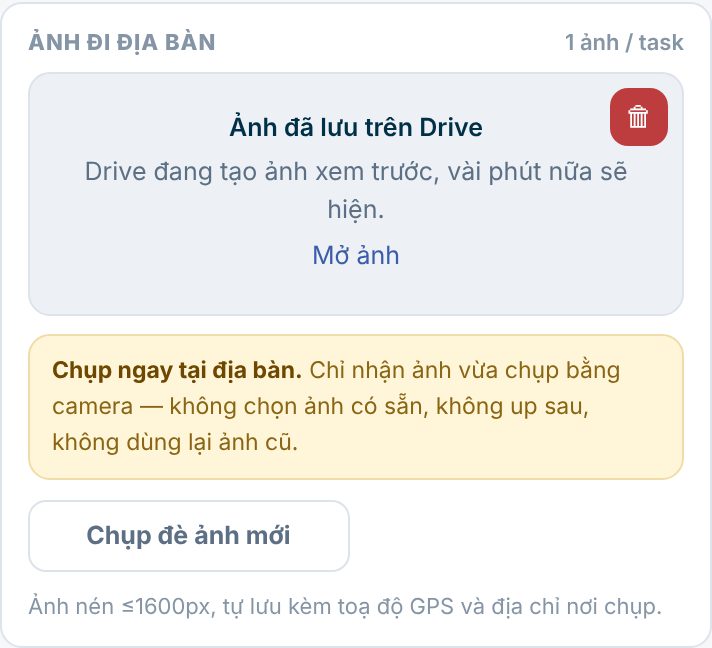 ẢNH ĐI ĐỊA BÀN
1 ảnh / task
Ảnh đã lưu trên Drive
Drive đang tạo ảnh xem trước, vài phút nữa sẽ
hiện.
Mở ảnh
Chụp ngay tại địa bàn. Chỉ nhận ảnh vừa chụp bằng
camera — không chọn ảnh có sẵn, không up sau,
không dùng lại ảnh cũ.
Chụp đè ảnh mới
Ảnh nén ≤1600px, tự lưu kèm toạ độ GPS và địa chỉ nơi chụp.